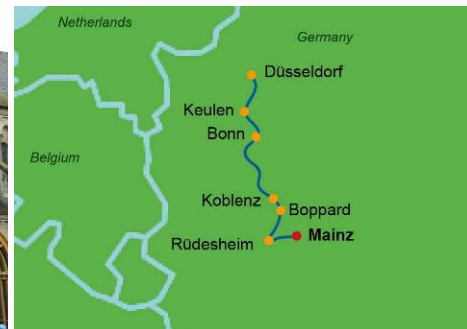 Netherlands
Germany
Düsseldorf
Keulen
Bonn
Belgium
Koblenz
Boppard
Rüdesheim
Mainz